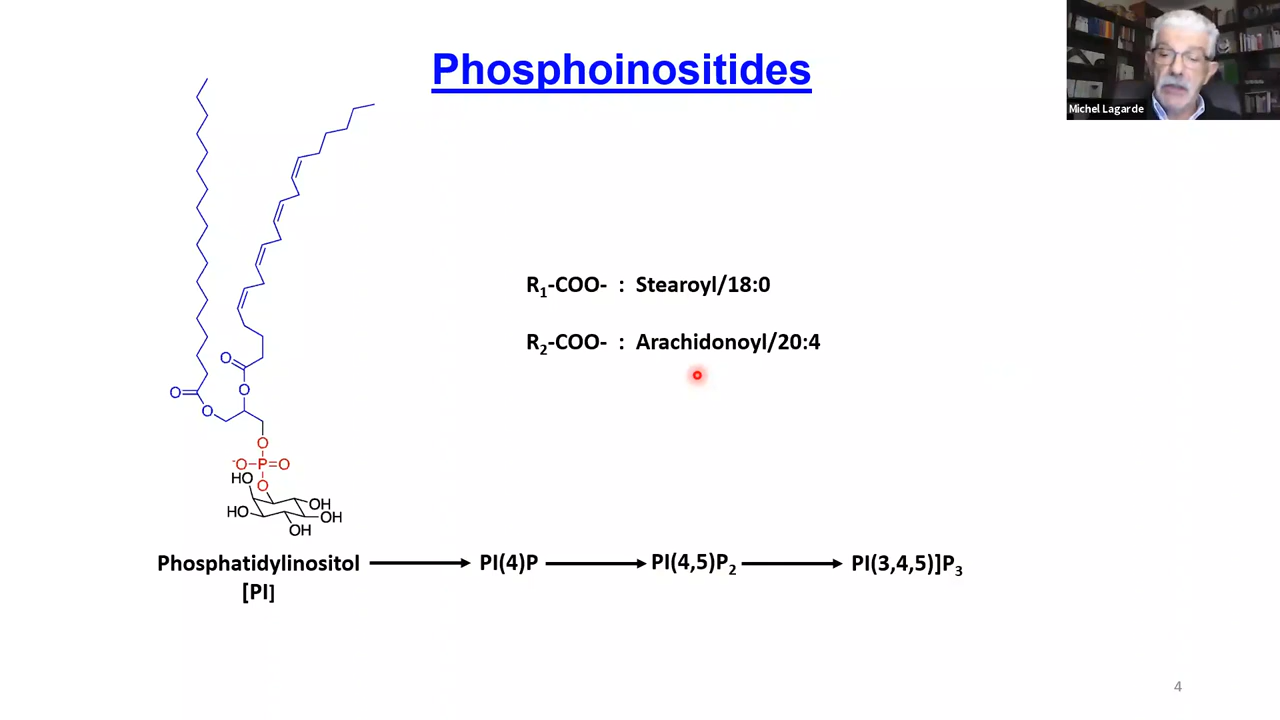 Phosphoinositides
Michel Lagarde
R1-COO- : Stearoyl/18:0
R2-COO- : Arachidonoyl/20:4
O
O
O
O
O
-O-P=O
O
HO
HO
OH
OH
OH
Phosphatidylinositol
[PI]
PI(4)P
PI(4,5)P2
PI(3,4,5)]P3
4